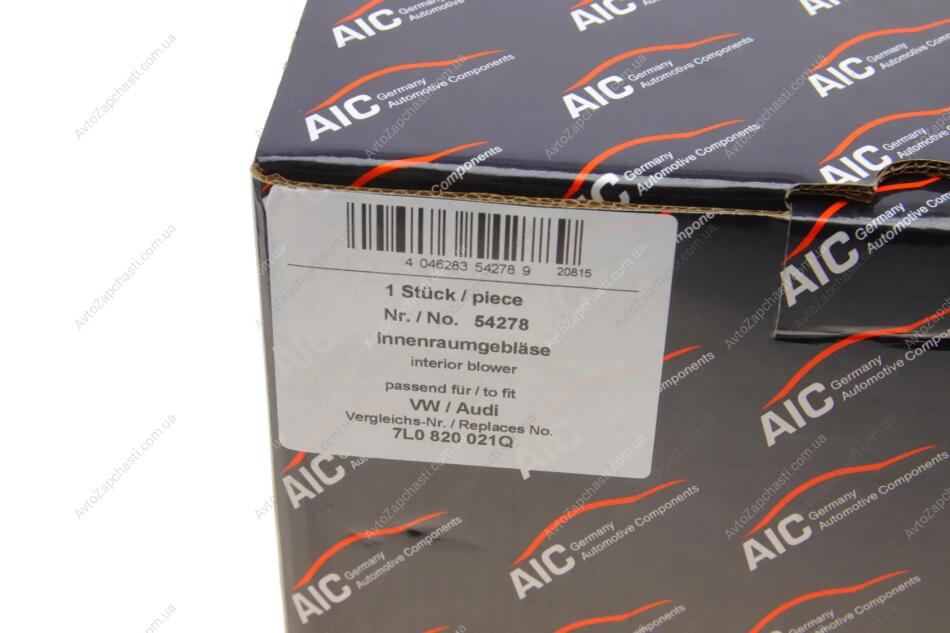 AIC Germany
Automotive Components
4 046283 54278 9 20815
1 Stück / piece
Nr. / No. 54278
Innenraumgebläse
interior blower
passend für / to fit
VW / Audi
Vergleichs-Nr. / Replaces No.
7L0 820 021Q
AvtoZapchasti.com.ua